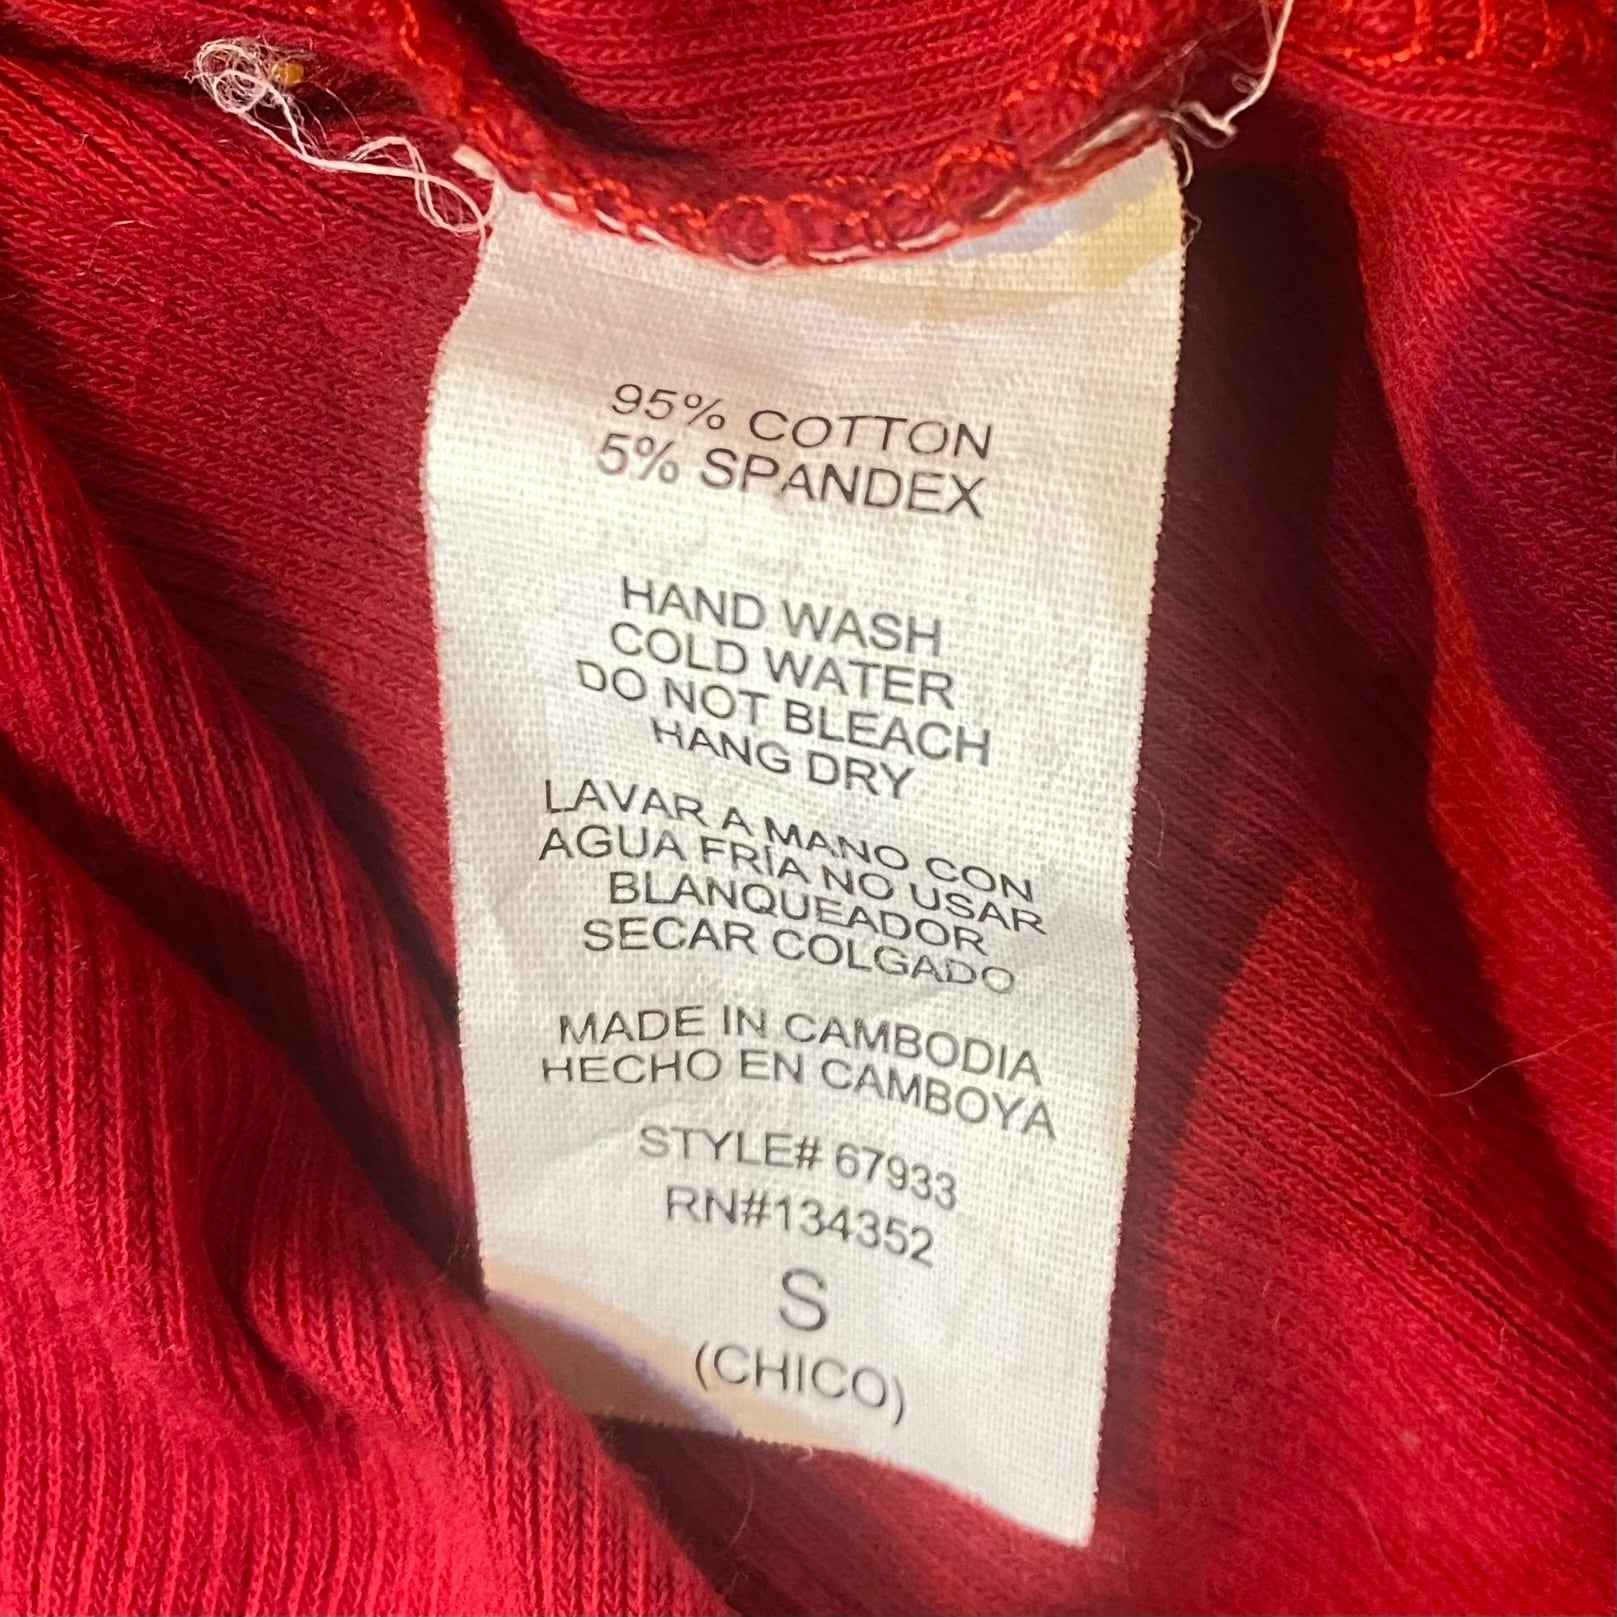 95% COTTON
5% SPANDEX
HAND WASH
COLD WATER
DO NOT BLEACH
HANG DRY
LAVAR A MANO CON
AGUA FRÍA NO USAR
BLANQUEADOR
SECAR COLGADO
MADE IN CAMBODIA
HECHO EN CAMBOYA
STYLE# 67933
RN#134352
S
(CHICO)